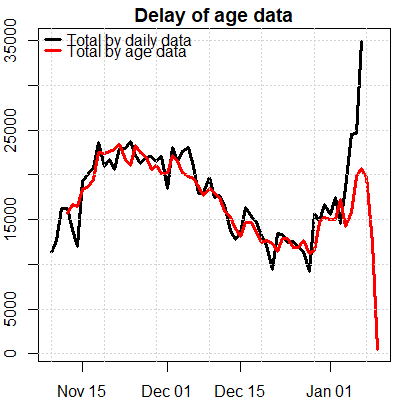 Delay of age data
Total by daily data
Total by age data
35000
25000
15000
5000
0
Nov 15
Dec 01
Dec 15
Jan 01